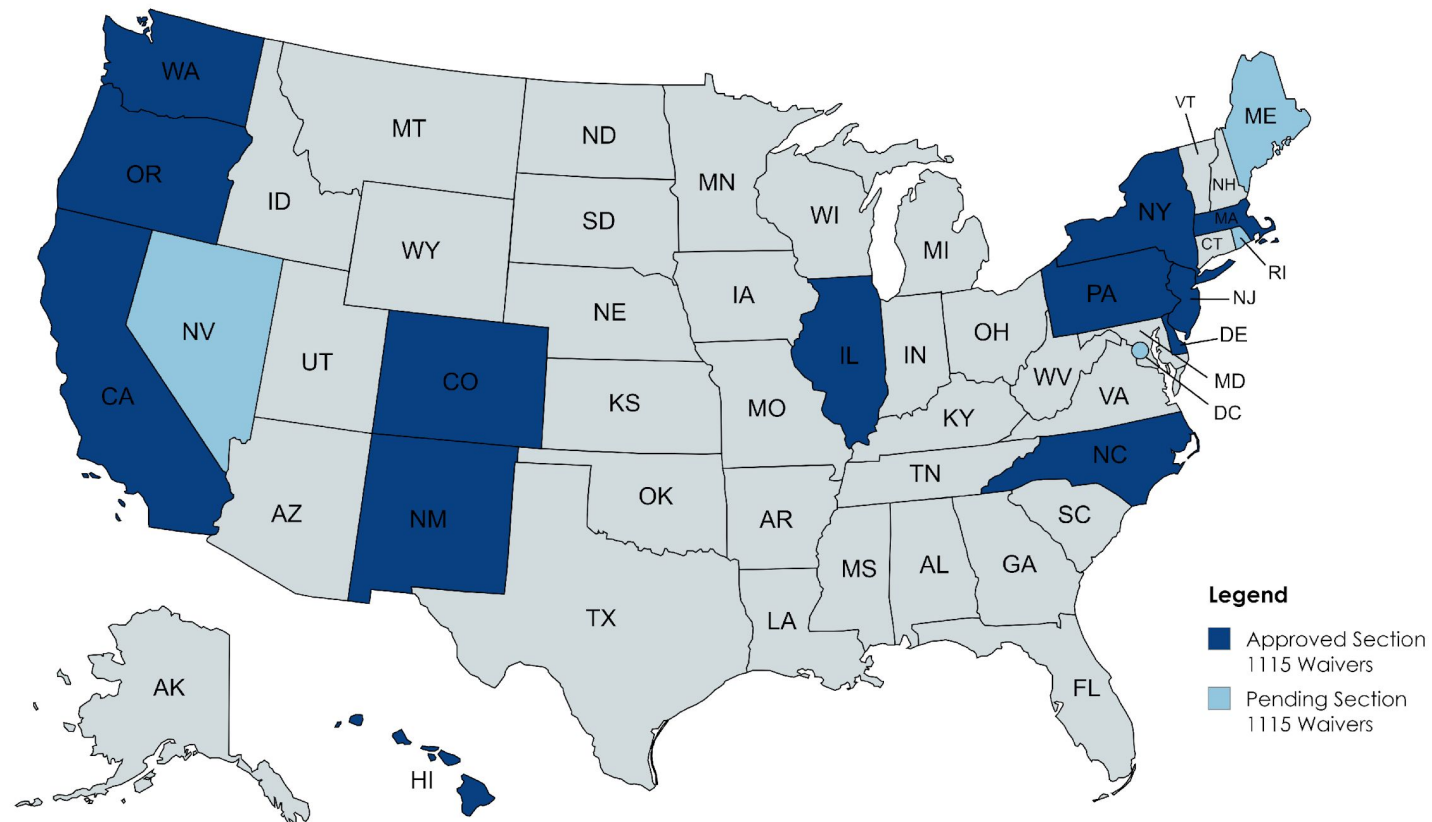 WA
MT
ND
MN
VT
ME
OR
ID
SD
WI
NH
NY
MA
WY
MI
CT
RI
IA
PA
NJ
NE
NV
OH
DE
UT
IL
IN
CO
WV
MD
CA
VA
DC
KS
MO
KY
NC
TN
OK
AZ
NM
AR
SC
MS
AL
GA
TX
LA
Legend
Approved Section
1115 Waivers
AK
FL
Pending Section
1115 Waivers
HI